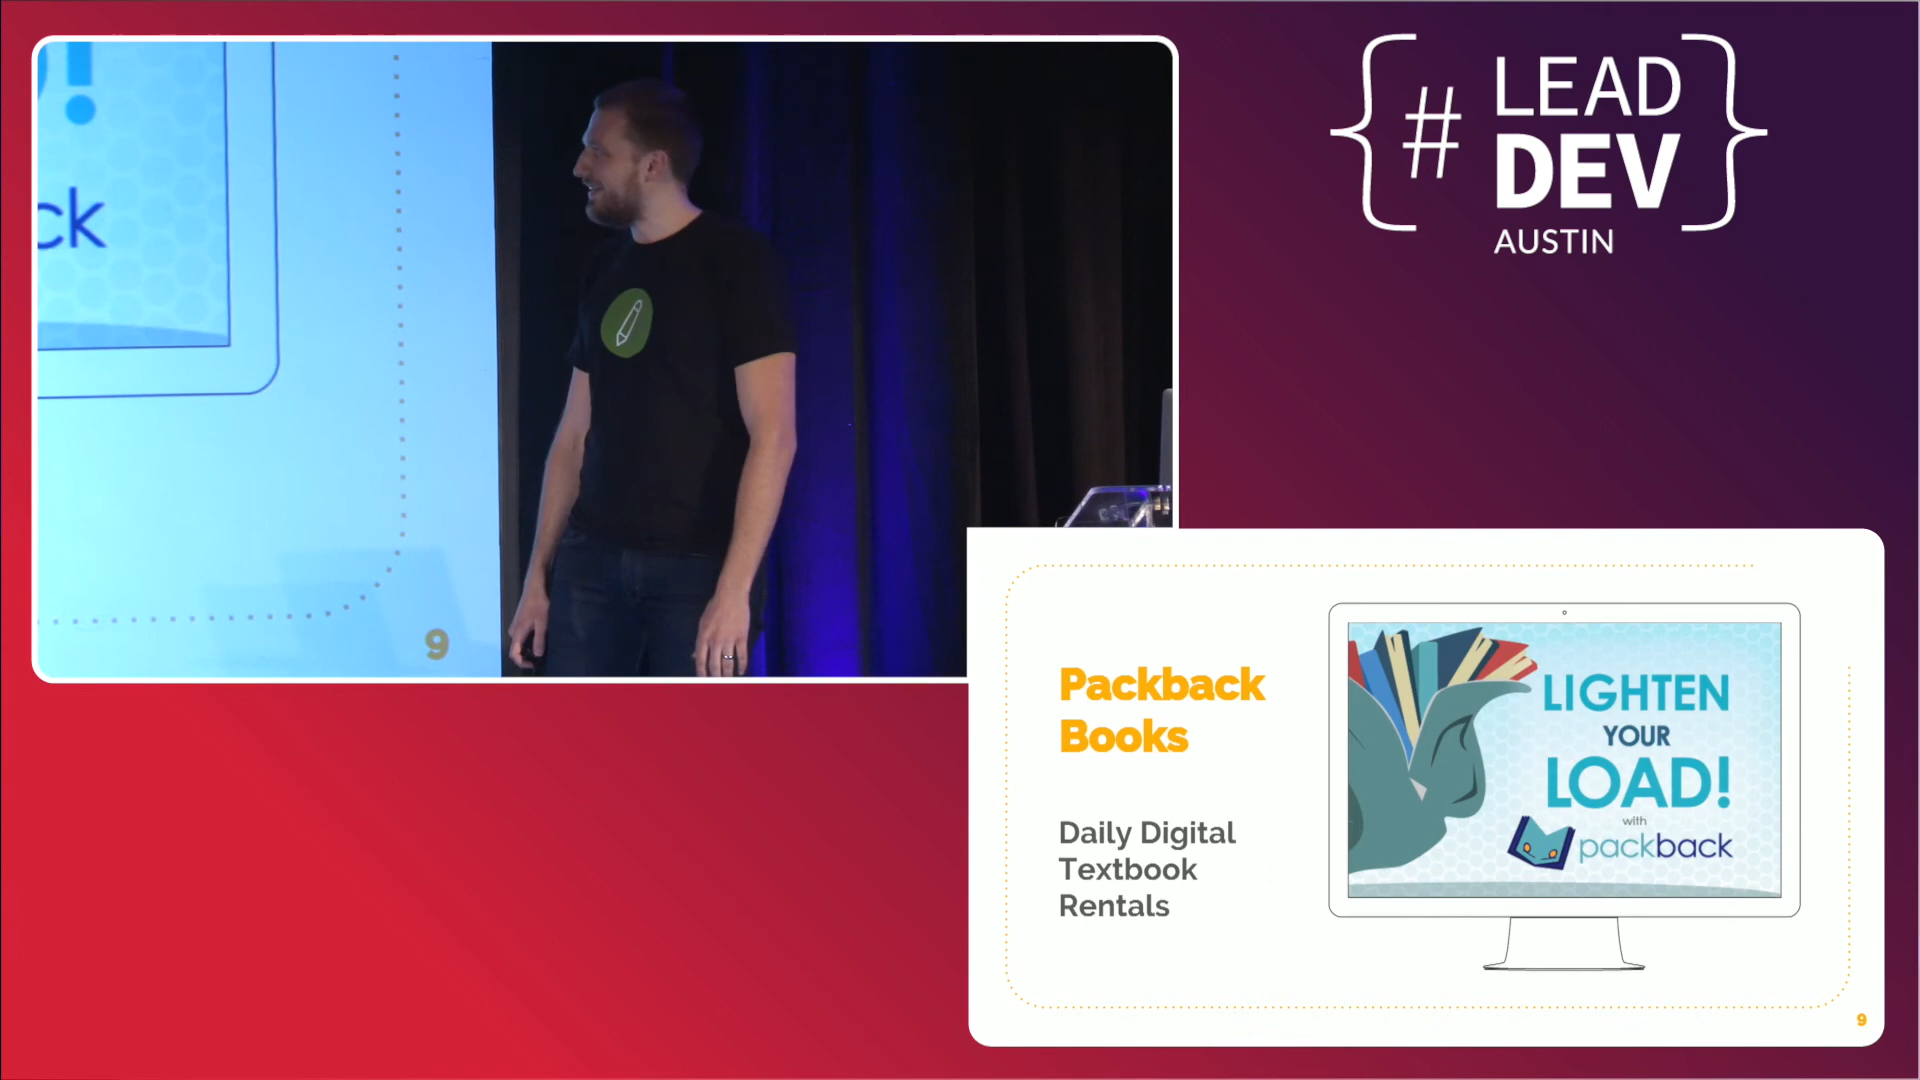 !
ck
9
# LEAD
DEV
AUSTIN
Packback
Books
Daily Digital
Textbook
Rentals
LIGHTEN
YOUR
LOAD!
with
packback
9